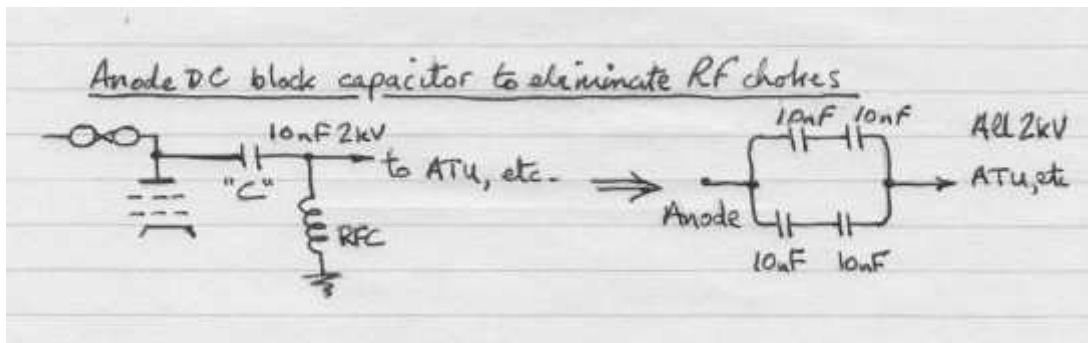 Anode DC block capacitor to eliminate RF chokes
10nF 2kV
"C"
to ATU, etc.
RFC
10nF 10nF
All 2kV
Anode
ATU, etc
10nF 10nF